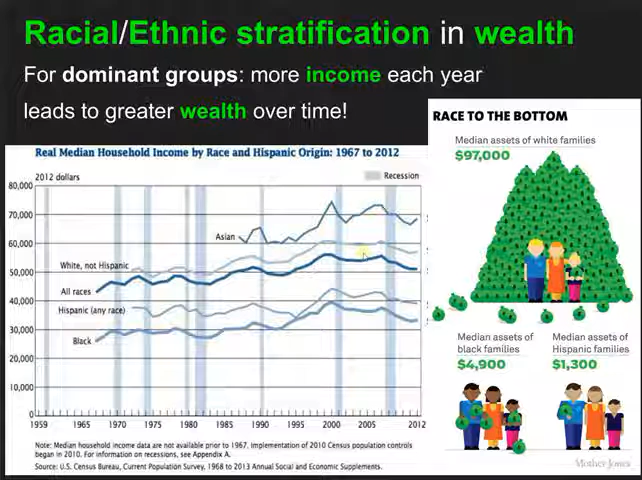 Racial/Ethnic stratification in wealth
For dominant groups: more income each year
leads to greater wealth over time!
Real Median Household Income by Race and Hispanic Origin: 1967 to 2012
2012 dollars
Recession
80,000
70,000
60,000
50,000
40,000
30,000
20,000
10,000
0
Asian
White, not Hispanic
All races
Hispanic (any race)
Black
1959
1965
1970
1975
1980
1985
1990
1995
2000
2005
2012
Note: Median household income data are not available prior to 1967. Implementation of 2010 Census population controls
began in 2010. For information on recessions, see Appendix A.
Source: U.S. Census Bureau, Current Population Survey, 1968 to 2013 Annual Social and Economic Supplements.
RACE TO THE BOTTOM
Median assets of white families
$97,000
Median assets of
black families
$4,900
Median assets of
Hispanic families
$1,300
Mother Jones